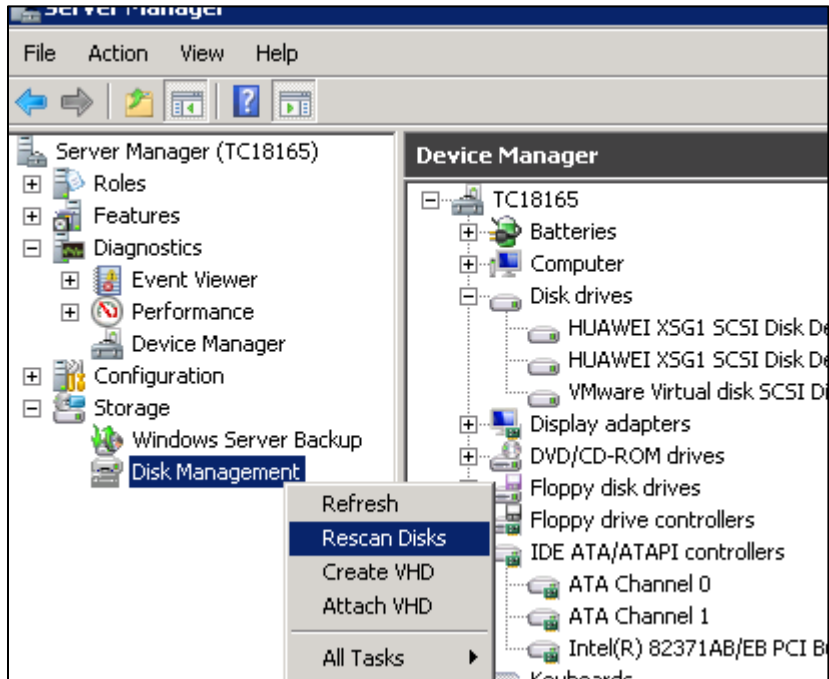 Server Manager
File Action View Help
Server Manager (TC18165)
Roles
Features
Diagnostics
Event Viewer
Performance
Device Manager
Configuration
Storage
Windows Server Backup
Disk Management
Refresh
Rescan Disks
Create VHD
Attach VHD
All Tasks
Device Manager
TC18165
Batteries
Computer
Disk drives
HUAWEI XSG1 SCSI Disk De
HUAWEI XSG1 SCSI Disk De
VMware Virtual disk SCSI Di
Display adapters
DVD/CD-ROM drives
Floppy disk drives
Floppy drive controllers
IDE ATA/ATAPI controllers
ATA Channel 0
ATA Channel 1
Intel(R) 82371AB/EB PCI B
Keyboards